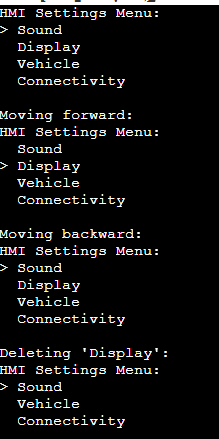 HMI Settings Menu:
> Sound
  Display
  Vehicle
  Connectivity

Moving forward:
HMI Settings Menu:
  Sound
> Display
  Vehicle
  Connectivity

Moving backward:
HMI Settings Menu:
> Sound
  Display
  Vehicle
  Connectivity

Deleting 'Display':
HMI Settings Menu:
> Sound
  Vehicle
  Connectivity